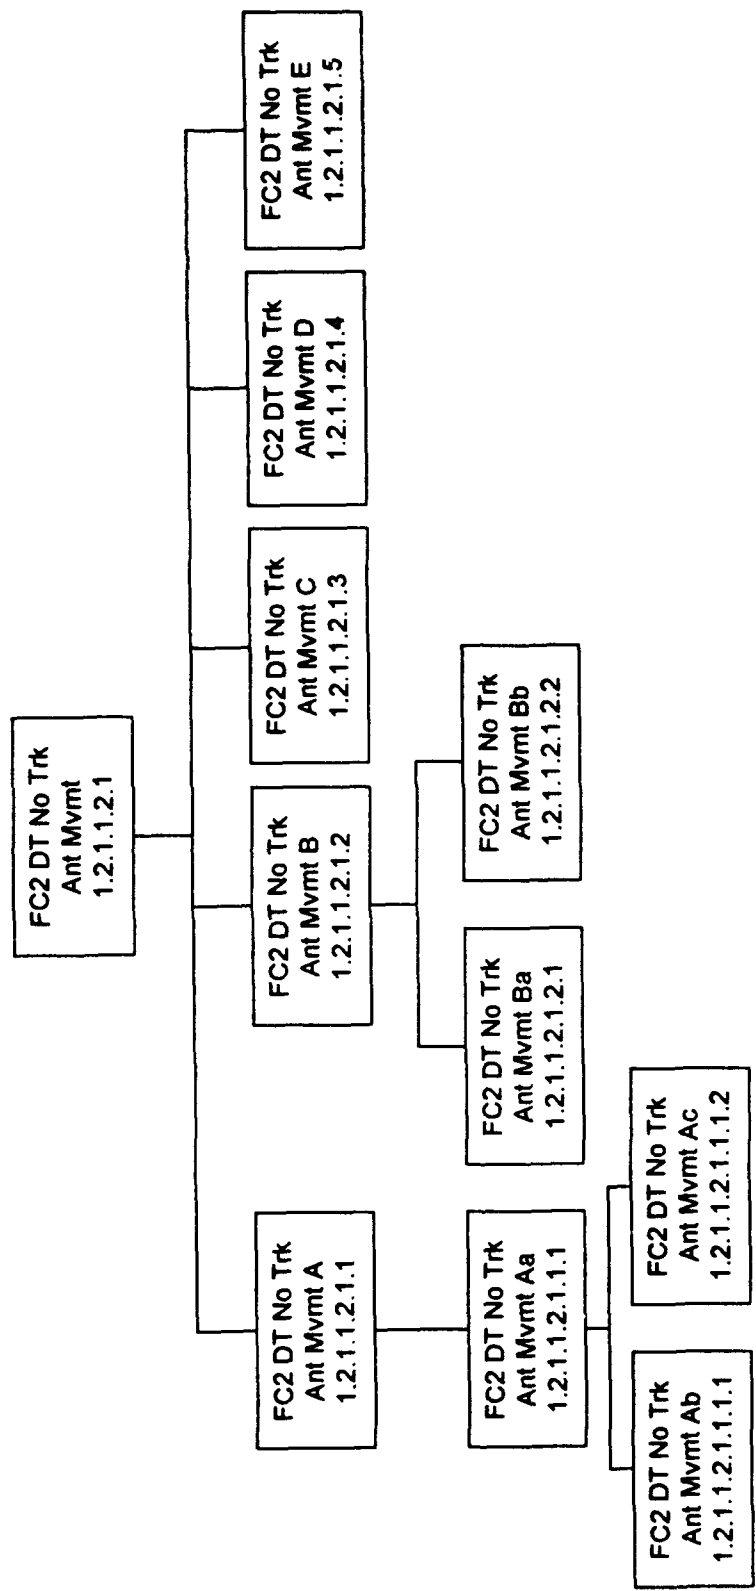 FC2 DT No Trk
Ant Mvmt
1.2.1.1.2.1
FC2 DT No Trk
Ant Mvmt A
1.2.1.1.2.1.1
FC2 DT No Trk
Ant Mvmt B
1.2.1.1.2.1.2
FC2 DT No Trk
Ant Mvmt C
1.2.1.1.2.1.3
FC2 DT No Trk
Ant Mvmt D
1.2.1.1.2.1.4
FC2 DT No Trk
Ant Mvmt E
1.2.1.1.2.1.5
FC2 DT No Trk
Ant Mvmt Aa
1.2.1.1.2.1.1.1
FC2 DT No Trk
Ant Mvmt Ba
1.2.1.1.2.1.2.1
FC2 DT No Trk
Ant Mvmt Bb
1.2.1.1.2.1.2.2
FC2 DT No Trk
Ant Mvmt Ab
1.2.1.1.2.1.1.1.1
FC2 DT No Trk
Ant Mvmt Ac
1.2.1.1.2.1.1.1.2